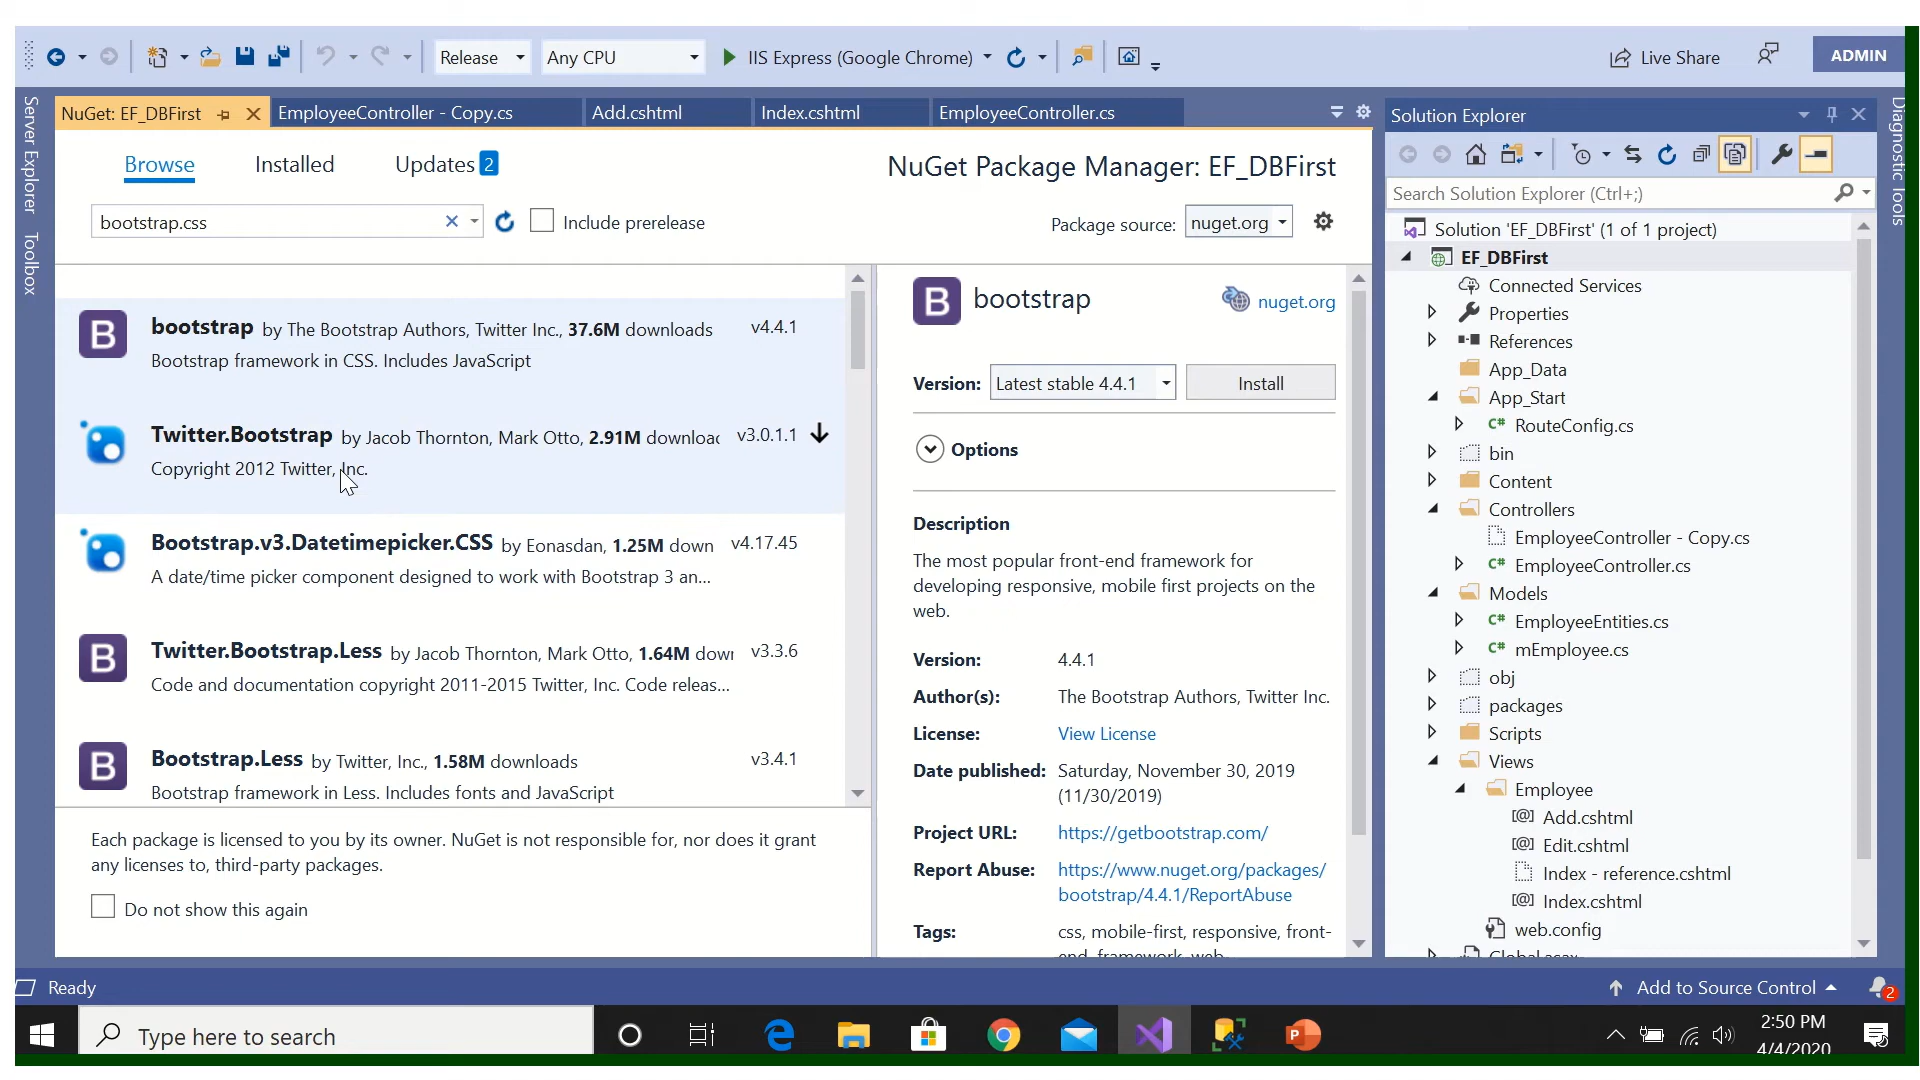 Release
Any CPU
IIS Express (Google Chrome)
Live Share
ADMIN
Server Explorer
Toolbox
NuGet: EF_DBFirst
EmployeeController - Copy.cs
Add.cshtml
Index.cshtml
EmployeeController.cs
Browse
Installed
Updates 2
NuGet Package Manager: EF_DBFirst
bootstrap.css
Include prerelease
Package source: nuget.org
B bootstrap by The Bootstrap Authors, Twitter Inc., 37.6M downloads v4.4.1
Bootstrap framework in CSS. Includes JavaScript
Twitter.Bootstrap by Jacob Thornton, Mark Otto, 2.91M downloac v3.0.1.1
Copyright 2012 Twitter, Inc.
Bootstrap.v3.Datetimepicker.CSS by Eonasdan, 1.25M down v4.17.45
A date/time picker component designed to work with Bootstrap 3 an...
B Twitter.Bootstrap.Less by Jacob Thornton, Mark Otto, 1.64M dowr v3.3.6
Code and documentation copyright 2011-2015 Twitter, Inc. Code releas...
B Bootstrap.Less by Twitter, Inc., 1.58M downloads v3.4.1
Bootstrap framework in Less. Includes fonts and JavaScript
Each package is licensed to you by its owner. NuGet is not responsible for, nor does it grant
any licenses to, third-party packages.
Do not show this again
B bootstrap nuget.org
Version: Latest stable 4.4.1 Install
Options
Description
The most popular front-end framework for
developing responsive, mobile first projects on the
web.
Version: 4.4.1
Author(s): The Bootstrap Authors, Twitter Inc.
License: View License
Date published: Saturday, November 30, 2019
(11/30/2019)
Project URL: https://getbootstrap.com/
Report Abuse: https://www.nuget.org/packages/
bootstrap/4.4.1/ReportAbuse
Tags: css, mobile-first, responsive, front-
end, framework, web
Solution Explorer
Search Solution Explorer (Ctrl+;)
Solution 'EF_DBFirst' (1 of 1 project)
EF_DBFirst
Connected Services
Properties
References
App_Data
App_Start
C# RouteConfig.cs
bin
Content
Controllers
EmployeeController - Copy.cs
C# EmployeeController.cs
Models
C# EmployeeEntities.cs
C# mEmployee.cs
obj
packages
Scripts
Views
Employee
[@] Add.cshtml
[@] Edit.cshtml
Index - reference.cshtml
[@] Index.cshtml
web.config
Global.asax
Diagnostic Tools
Ready
Add to Source Control
2
Type here to search
2:50 PM
4/4/2020